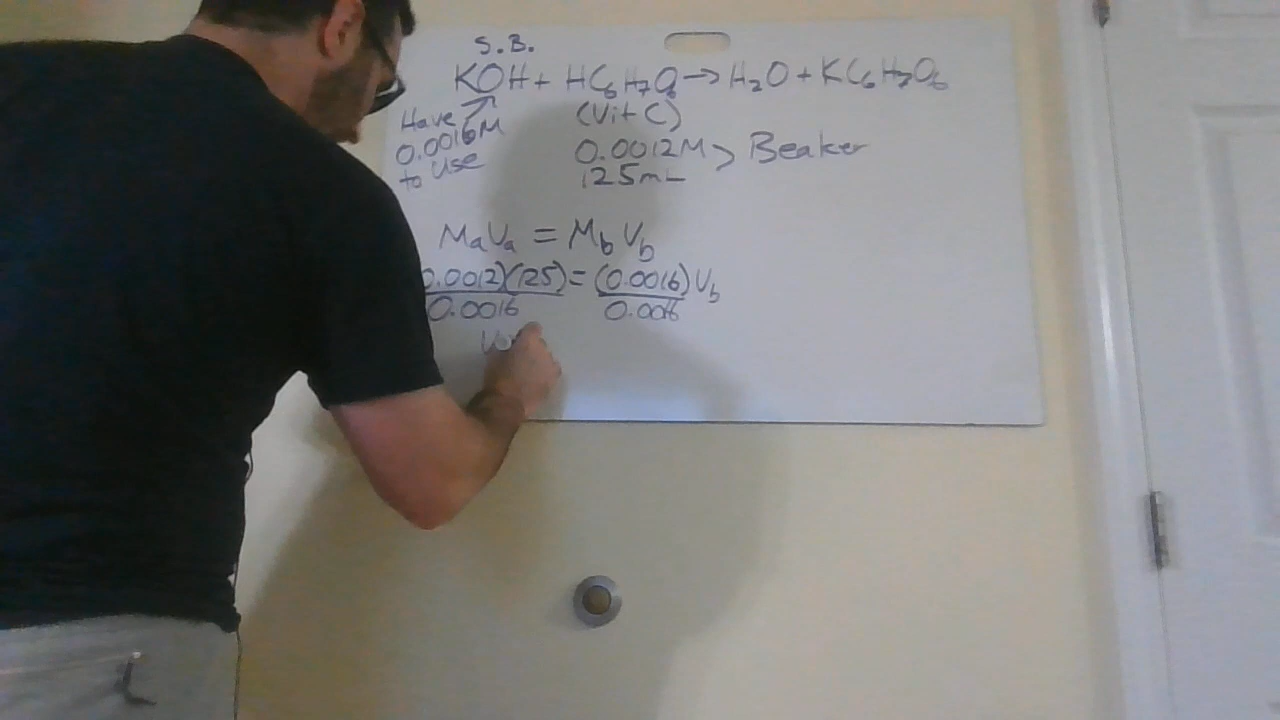 S.B.
KOH + HC6H7O6 → H2O + KC6H7O6
Have (Vit C)
0.0016M 0.0012M > Beaker
to use 125mL
MaVa = MbVb
0.0012)(125) = (0.0016)Vb
0.0016 0.0016